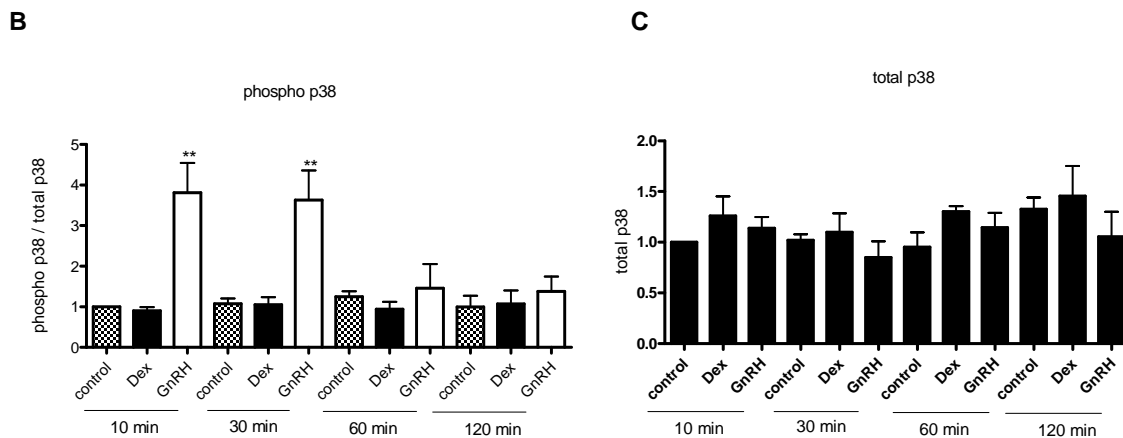 B
phospho p38
phospho p38 / total p38
5
4
3
2
1
0
** **
control Dex GnRH control Dex GnRH control Dex GnRH control Dex GnRH
10 min 30 min 60 min 120 min
C
total p38
total p38
2.0
1.5
1.0
0.5
0.0
control Dex GnRH control Dex GnRH control Dex GnRH control Dex GnRH
10 min 30 min 60 min 120 min